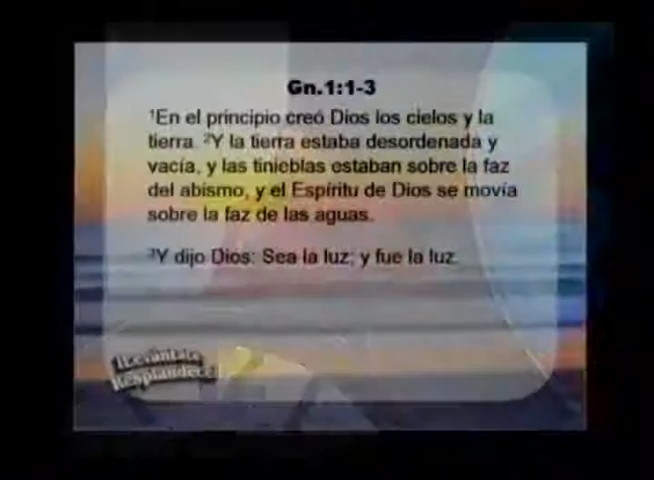 Gn.1:1-3
¹En el principio creó Dios los cielos y la
tierra. ²Y la tierra estaba desordenada y
vacía, y las tinieblas estaban sobre la faz
del abismo, y el Espíritu de Dios se movía
sobre la faz de las aguas.
³Y dijo Dios: Sea la luz; y fue la luz.
¡Levántate
Resplandece!